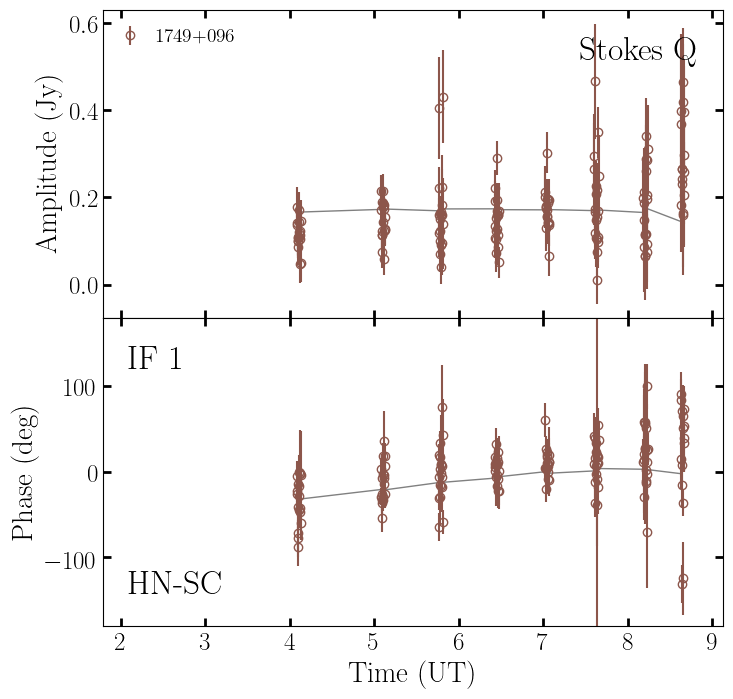 0.6
1749+096
Stokes Q
0.4
0.2
0.0
Amplitude (Jy)
IF 1
100
0
−100
Phase (deg)
HN-SC
2 3 4 5 6 7 8 9
Time (UT)